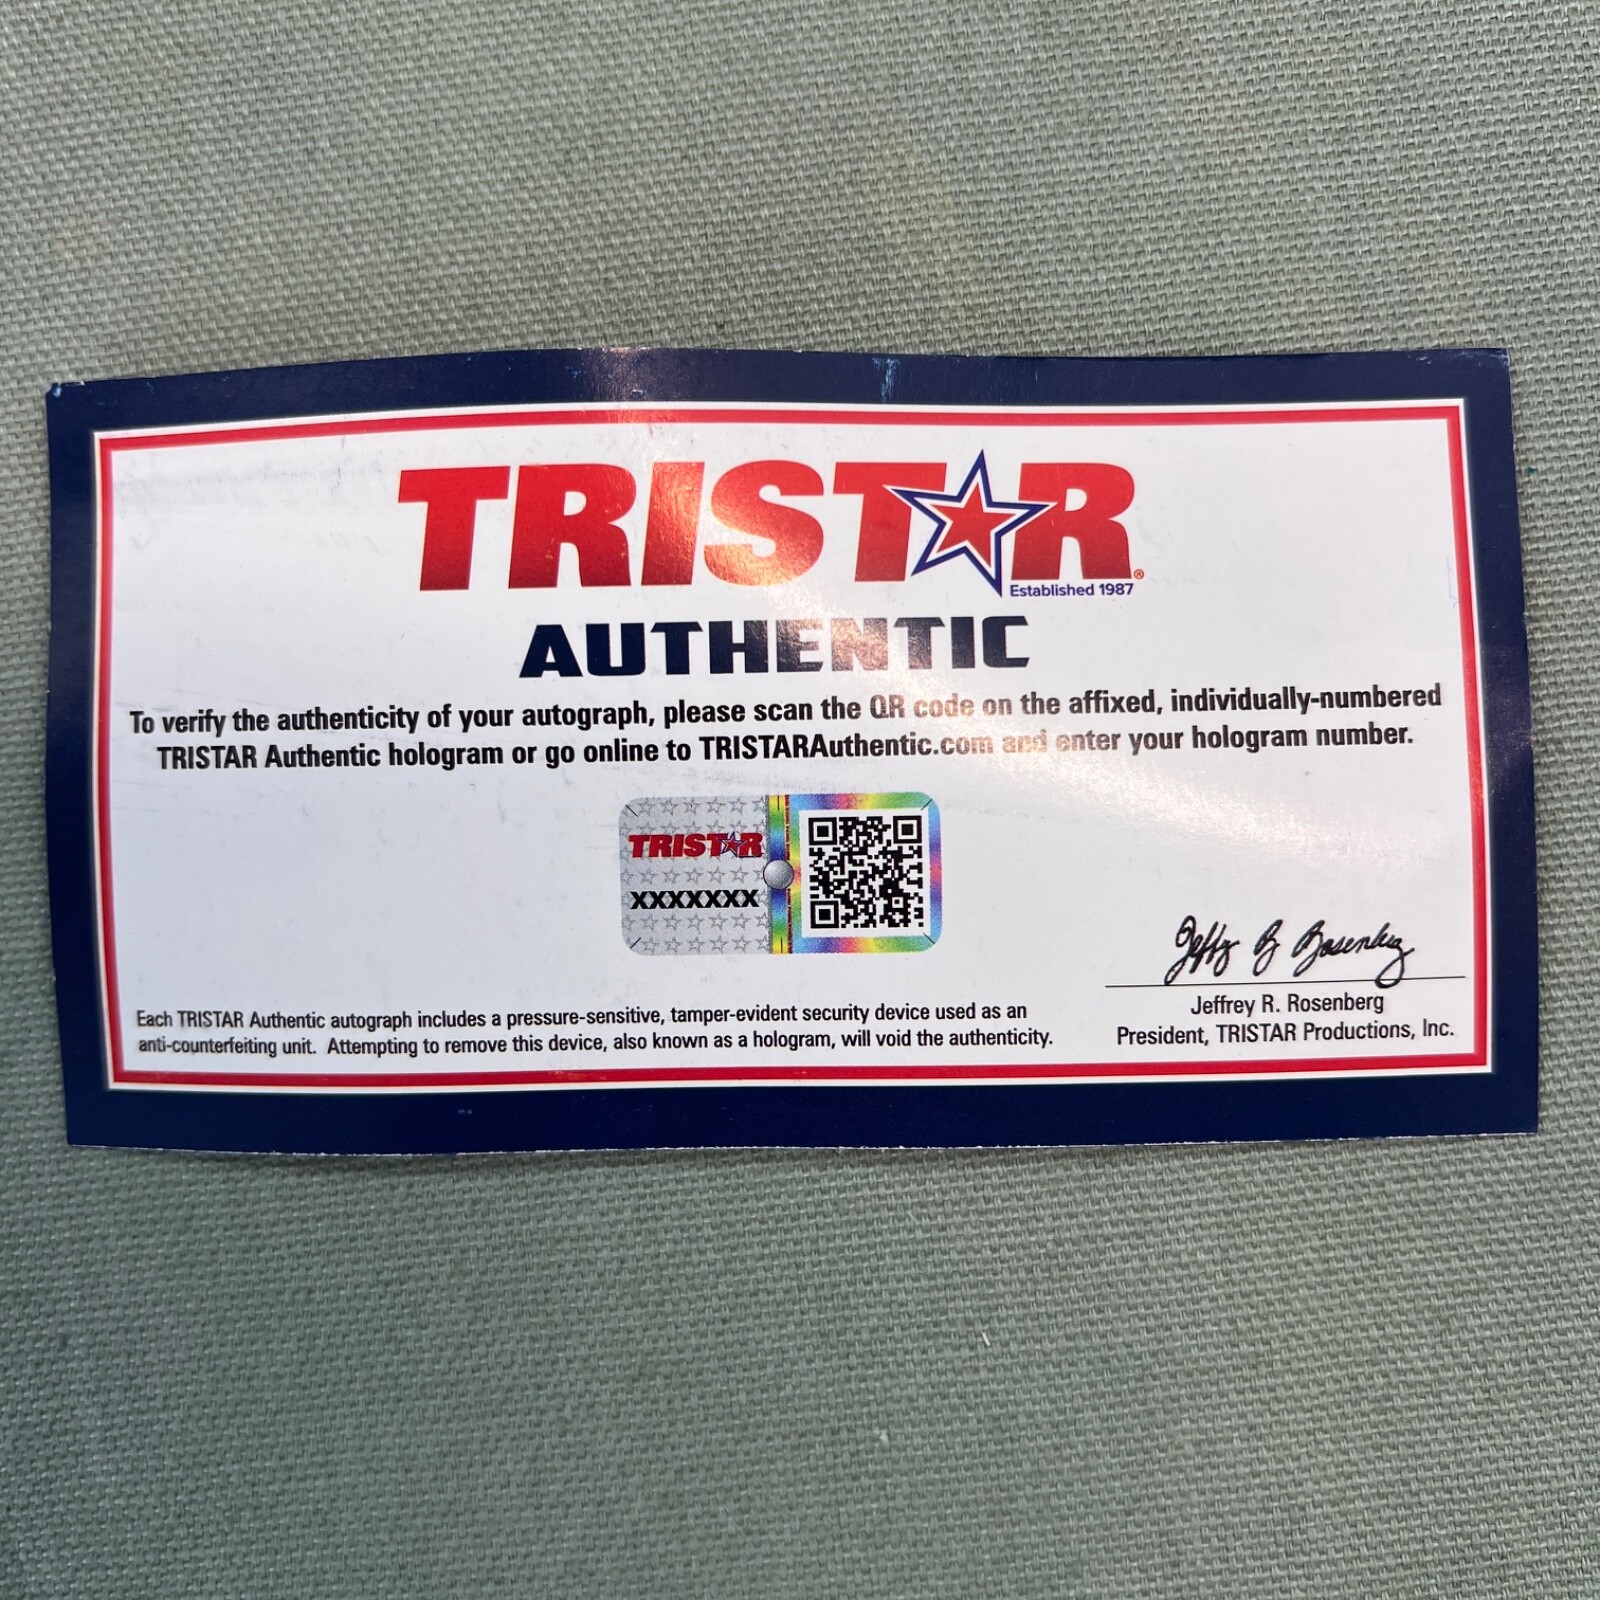 TRISTAR®
Established 1987
AUTHENTIC
To verify the authenticity of your autograph, please scan the QR code on the affixed, individually-numbered
TRISTAR Authentic hologram or go online to TRISTARAuthentic.com and enter your hologram number.
TRISTAR
XXXXXXX
Jeffrey R. Rosenberg
Each TRISTAR Authentic autograph includes a pressure-sensitive, tamper-evident security device used as an
anti-counterfeiting unit. Attempting to remove this device, also known as a hologram, will void the authenticity.
Jeffrey R. Rosenberg
President, TRISTAR Productions, Inc.